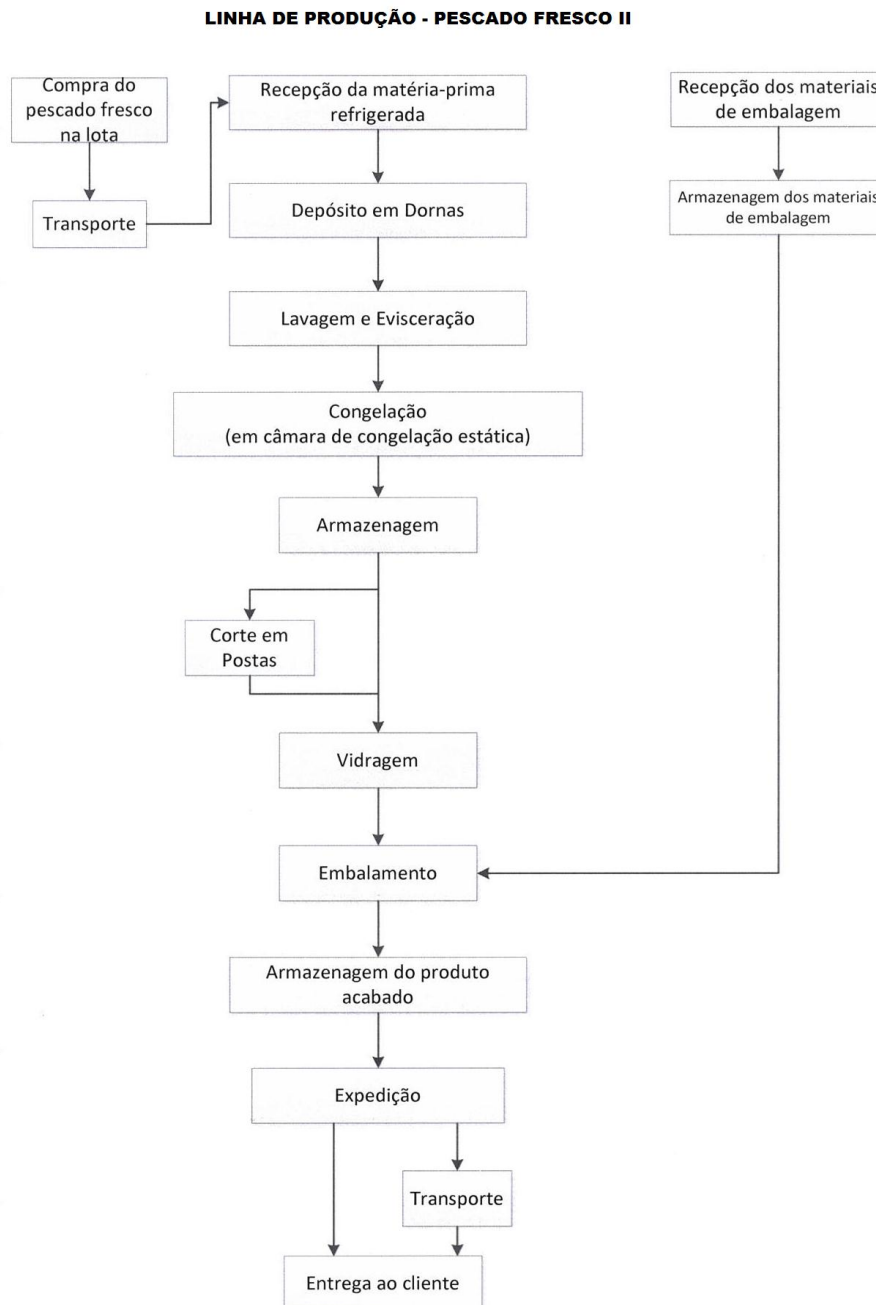 LINHA DE PRODUÇÃO - PESCADO FRESCO II
Compra do
pescado fresco
na lota
Transporte
Recepção da matéria-prima
refrigerada
Depósito em Dornas
Lavagem e Evisceração
Congelação
(em câmara de congelação estática)
Armazenagem
Corte em
Postas
Vidragem
Recepção dos materiais
de embalagem
Armazenagem dos materiais
de embalagem
Embalamento
Armazenagem do produto
acabado
Expedição
Transporte
Entrega ao cliente